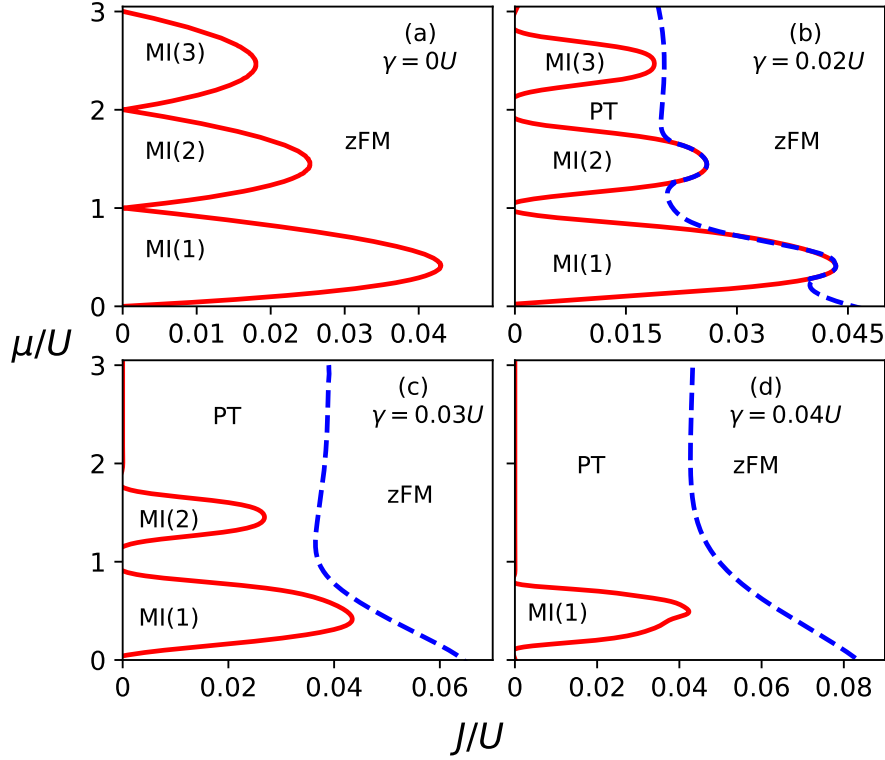 (a)
γ = 0U
MI(3)
MI(2)
zFM
MI(1)
3
2
1
0
0 0.01 0.02 0.03 0.04
(b)
γ = 0.02U
MI(3)
PT
MI(2)
zFM
MI(1)
0 0.015 0.03 0.045
μ/U
(c)
γ = 0.03U
PT
zFM
MI(2)
MI(1)
3
2
1
0
0 0.02 0.04 0.06
(d)
γ = 0.04U
PT
zFM
MI(1)
0 0.02 0.04 0.06 0.08
J/U